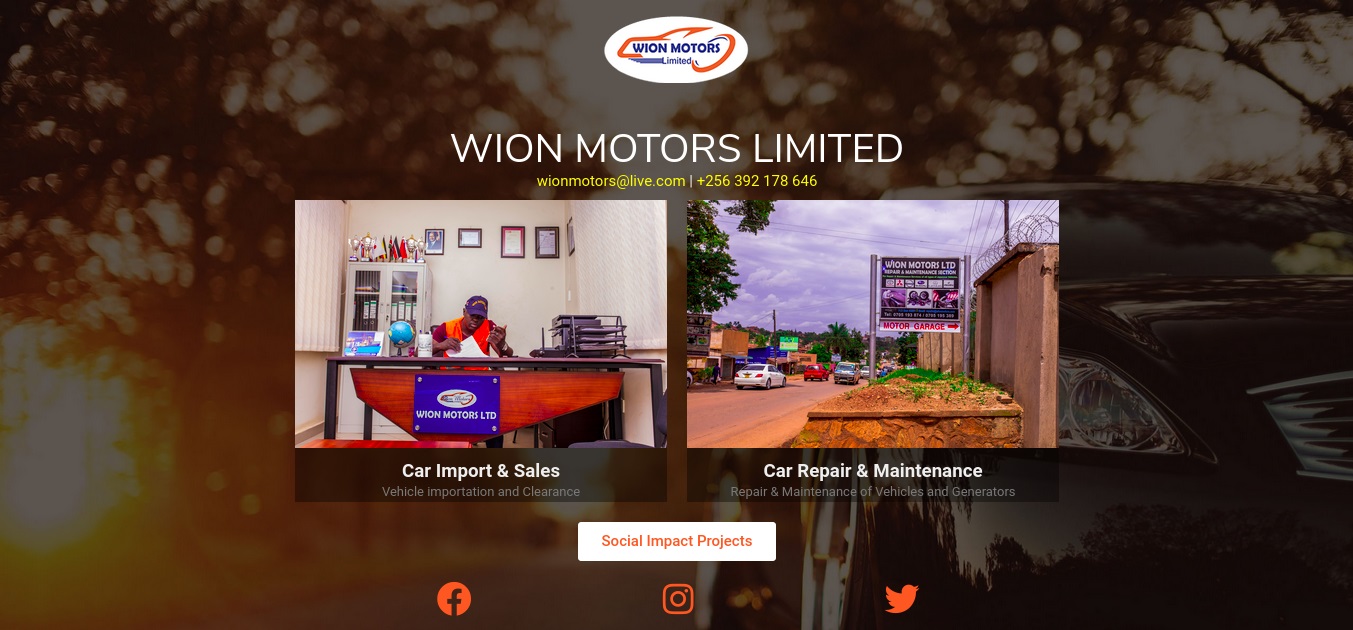 WION MOTORS
Limited
WION MOTORS LIMITED
wionmotors@live.com | +256 392 178 646
WION MOTORS LTD
WION MOTORS LTD
REPAIR & MAINTENANCE SECTION
MOTOR GARAGE
Car Import & Sales
Vehicle importation and Clearance
Car Repair & Maintenance
Repair & Maintenance of Vehicles and Generators
Social Impact Projects